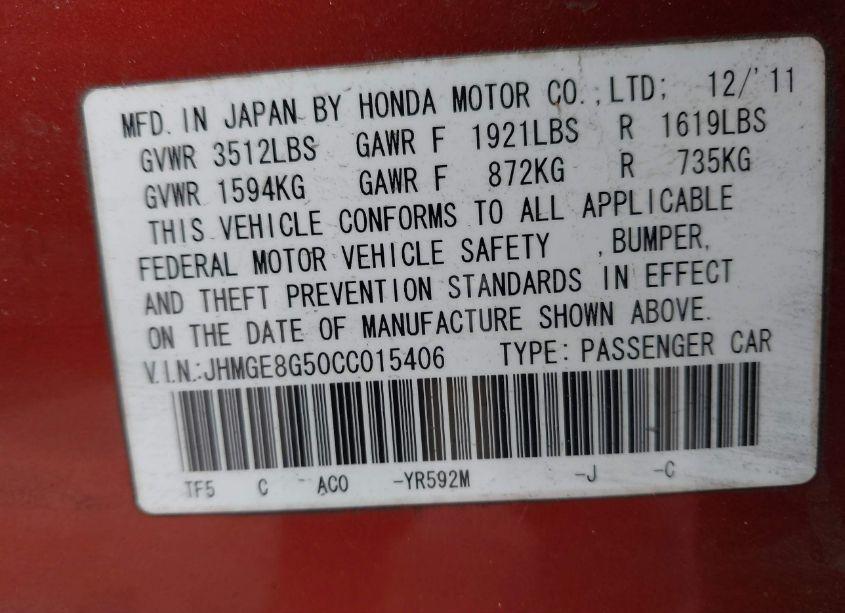 MFD. IN JAPAN BY HONDA MOTOR CO.,LTD; 12/'11
GVWR 3512LBS GAWR F 1921LBS R 1619LBS
GVWR 1594KG GAWR F 872KG R 735KG
THIS VEHICLE CONFORMS TO ALL APPLICABLE
FEDERAL MOTOR VEHICLE SAFETY ,BUMPER,
AND THEFT PREVENTION STANDARDS IN EFFECT
ON THE DATE OF MANUFACTURE SHOWN ABOVE.
V.I.N.:JHMGE8G50CC015406 TYPE: PASSENGER CAR
TF5 C AC0 -YR592M -J -C